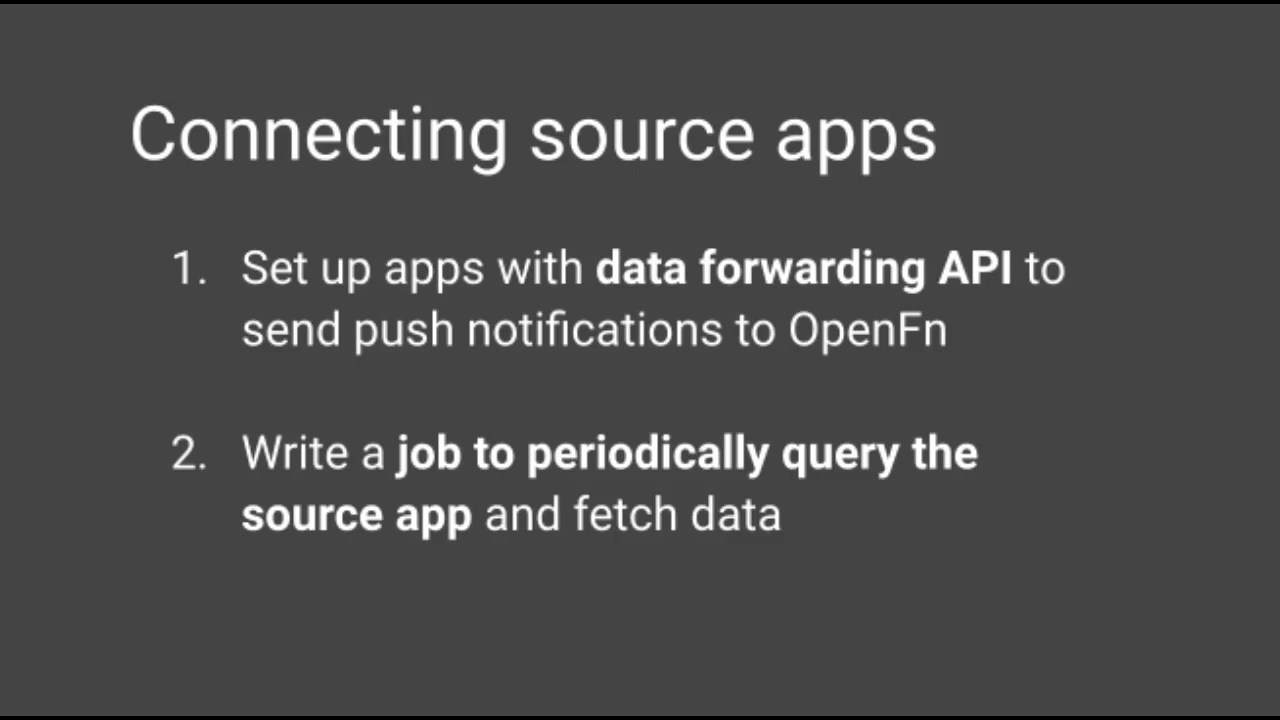 Connecting source apps
1. Set up apps with data forwarding API to
send push notifications to OpenFn
2. Write a job to periodically query the
source app and fetch data